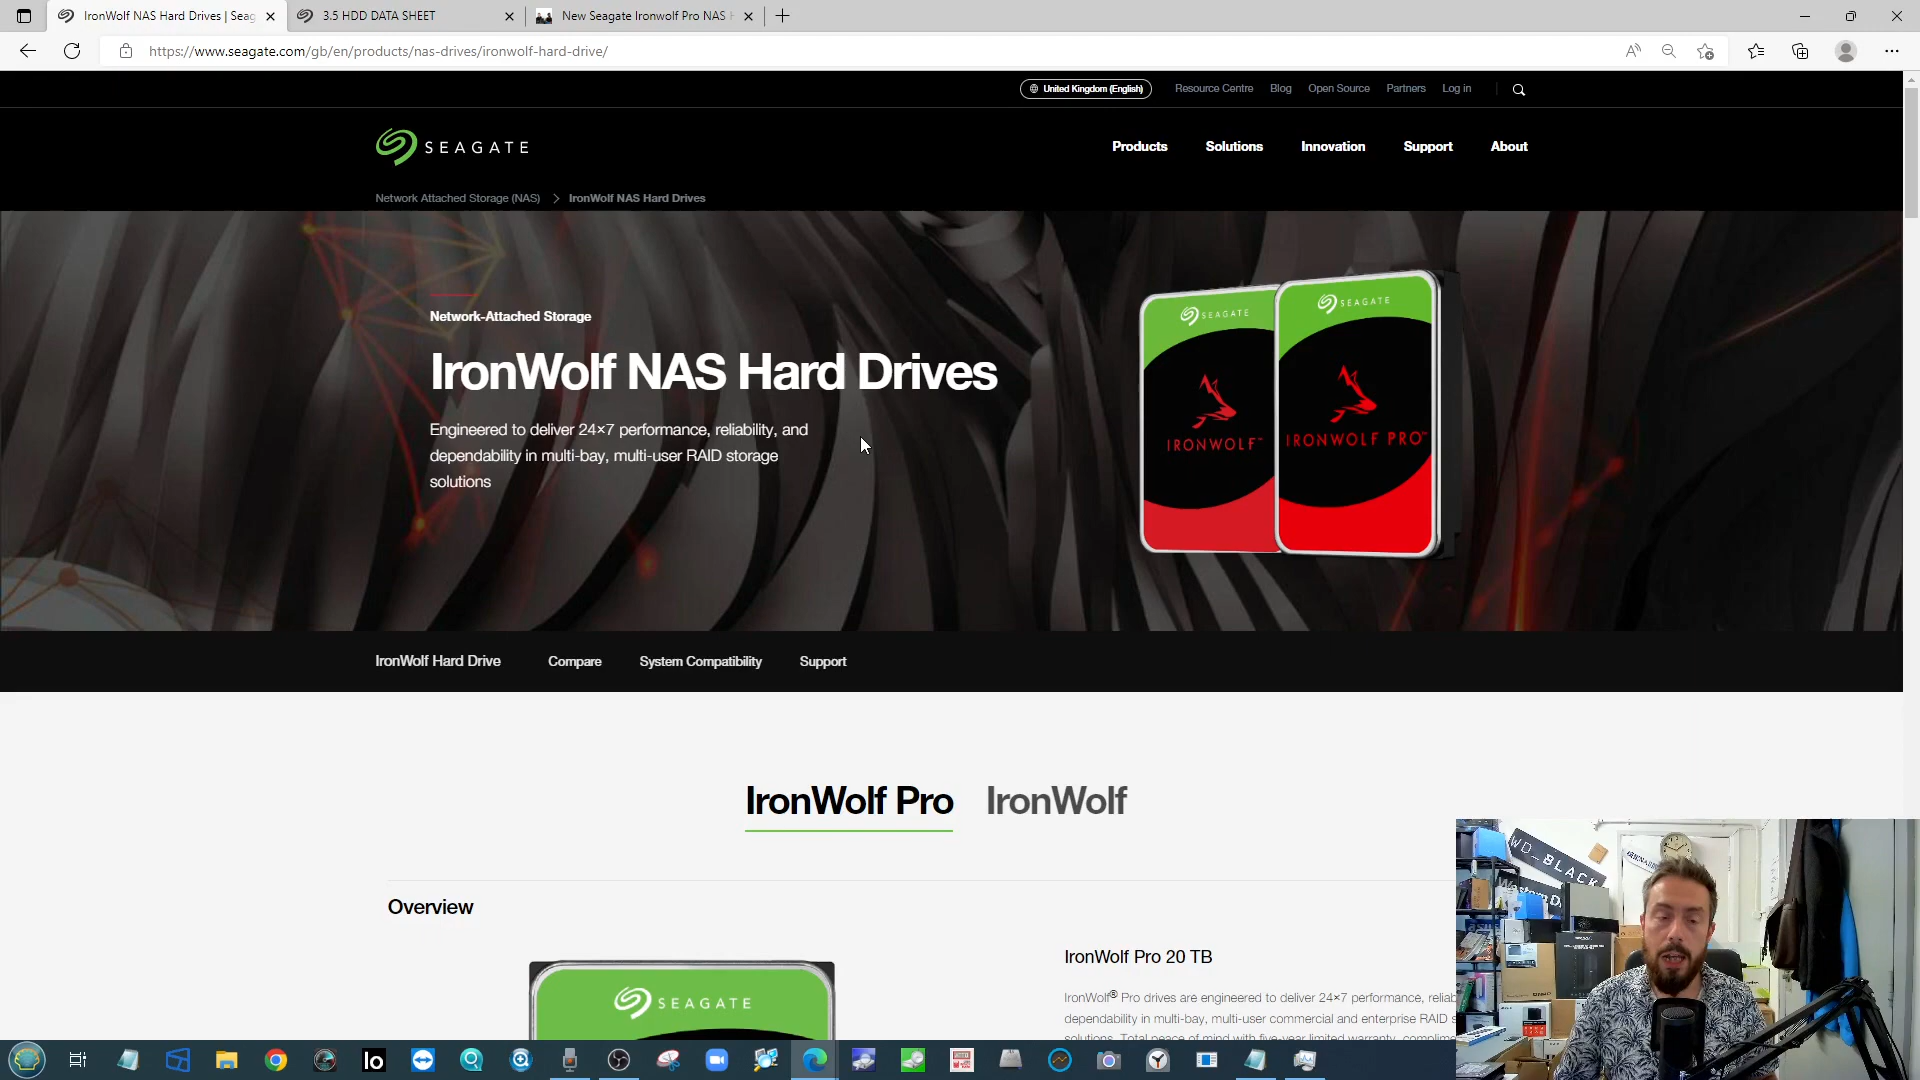 IronWolf NAS Hard Drives | Seag
3.5 HDD DATA SHEET
New Seagate Ironwolf Pro NAS H
https://www.seagate.com/gb/en/products/nas-drives/ironwolf-hard-drive/
United Kingdom (English)
Resource Centre
Blog
Open Source
Partners
Log in
SEAGATE
Products
Solutions
Innovation
Support
About
Network Attached Storage (NAS)
IronWolf NAS Hard Drives
Network-Attached Storage
IronWolf NAS Hard Drives
Engineered to deliver 24×7 performance, reliability, and
dependability in multi-bay, multi-user RAID storage
solutions
SEAGATE
IRONWOLF™
SEAGATE
IRONWOLF PRO™
IronWolf Hard Drive
Compare
System Compatibility
Support
IronWolf Pro
IronWolf
Overview
SEAGATE
IronWolf Pro 20 TB
IronWolf® Pro drives are engineered to deliver 24×7 performance, reliab
dependability in multi-bay, multi-user commercial and enterprise RAID s
solutions. Total peace of mind with five-year limited warranty, complime
WD_BLACK
Io